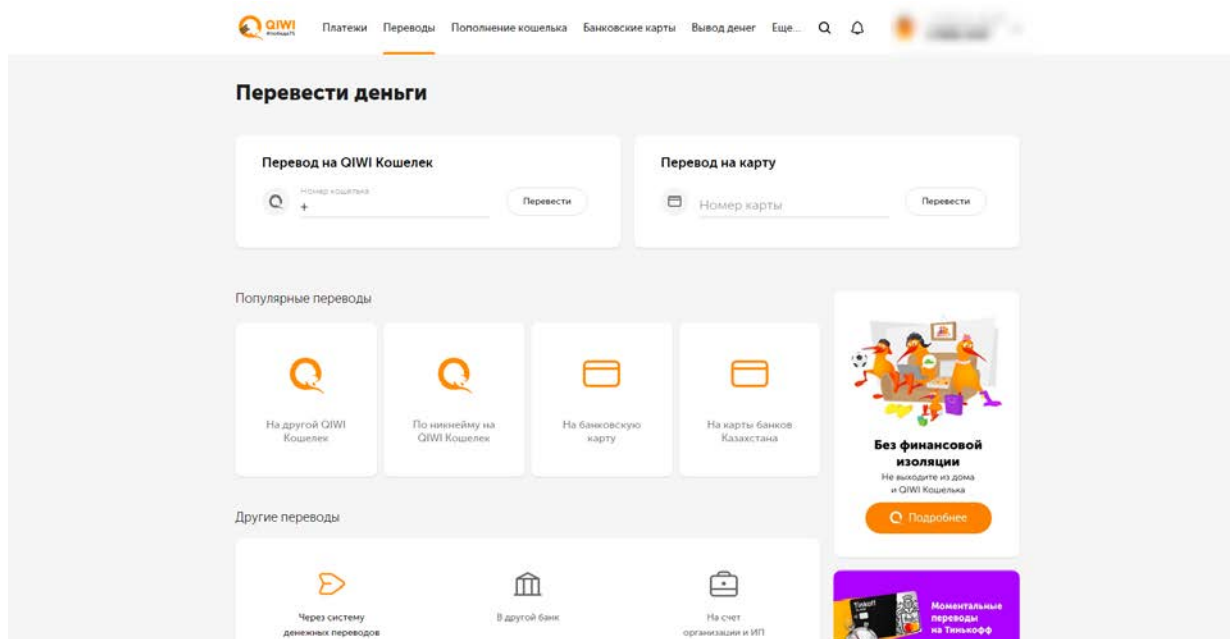 QIWI
#победа75
Платежи Переводы Пополнение кошелька Банковские карты Вывод денег Еще...
Перевести деньги
Перевод на QIWI Кошелек
Номер кошелька
+
Перевести
Перевод на карту
Номер карты
Перевести
Популярные переводы
На другой QIWI
Кошелек
По никнейму на
QIWI Кошелек
На банковскую
карту
На карты банков
Казахстана
Без финансовой
изоляции
Не выходите из дома
и QIWI Кошелька
Подробнее
Другие переводы
Через систему
денежных переводов
В другой банк
На счет
организации и ИП
Tinkoff
Моментальные
переводы
на Тинькофф